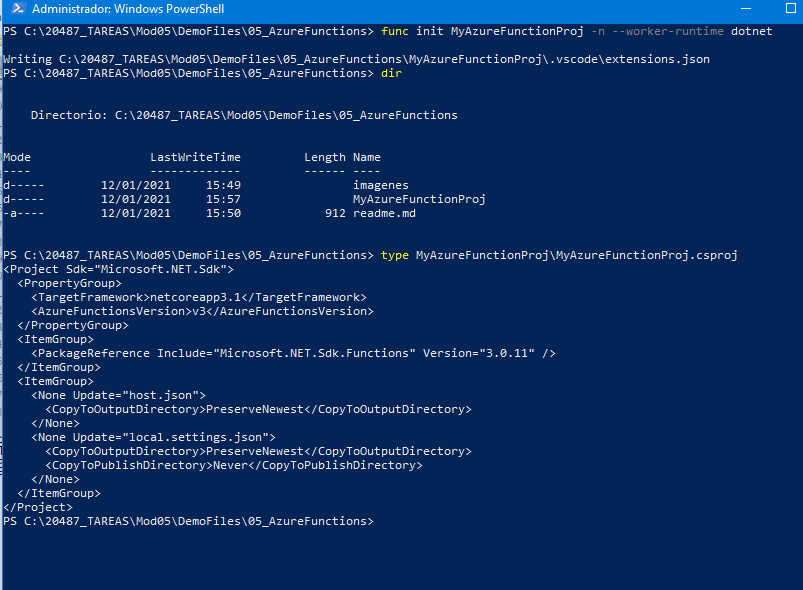 Administrador: Windows PowerShell
PS C:\20487_TAREAS\Mod05\DemoFiles\05_AzureFunctions> func init MyAzureFunctionProj -n --worker-runtime dotnet
Writing C:\20487_TAREAS\Mod05\DemoFiles\05_AzureFunctions\MyAzureFunctionProj\.vscode\extensions.json
PS C:\20487_TAREAS\Mod05\DemoFiles\05_AzureFunctions> dir
Directorio: C:\20487_TAREAS\Mod05\DemoFiles\05_AzureFunctions
Mode LastWriteTime Length Name
---- ------------- ------ ----
d----- 12/01/2021 15:49 imagenes
d----- 12/01/2021 15:57 MyAzureFunctionProj
-a---- 12/01/2021 15:50 912 readme.md
PS C:\20487_TAREAS\Mod05\DemoFiles\05_AzureFunctions> type MyAzureFunctionProj\MyAzureFunctionProj.csproj
<Project Sdk="Microsoft.NET.Sdk">
  <PropertyGroup>
    <TargetFramework>netcoreapp3.1</TargetFramework>
    <AzureFunctionsVersion>v3</AzureFunctionsVersion>
  </PropertyGroup>
  <ItemGroup>
    <PackageReference Include="Microsoft.NET.Sdk.Functions" Version="3.0.11" />
  </ItemGroup>
  <ItemGroup>
    <None Update="host.json">
      <CopyToOutputDirectory>PreserveNewest</CopyToOutputDirectory>
    </None>
    <None Update="local.settings.json">
      <CopyToOutputDirectory>PreserveNewest</CopyToOutputDirectory>
      <CopyToPublishDirectory>Never</CopyToPublishDirectory>
    </None>
  </ItemGroup>
</Project>
PS C:\20487_TAREAS\Mod05\DemoFiles\05_AzureFunctions>